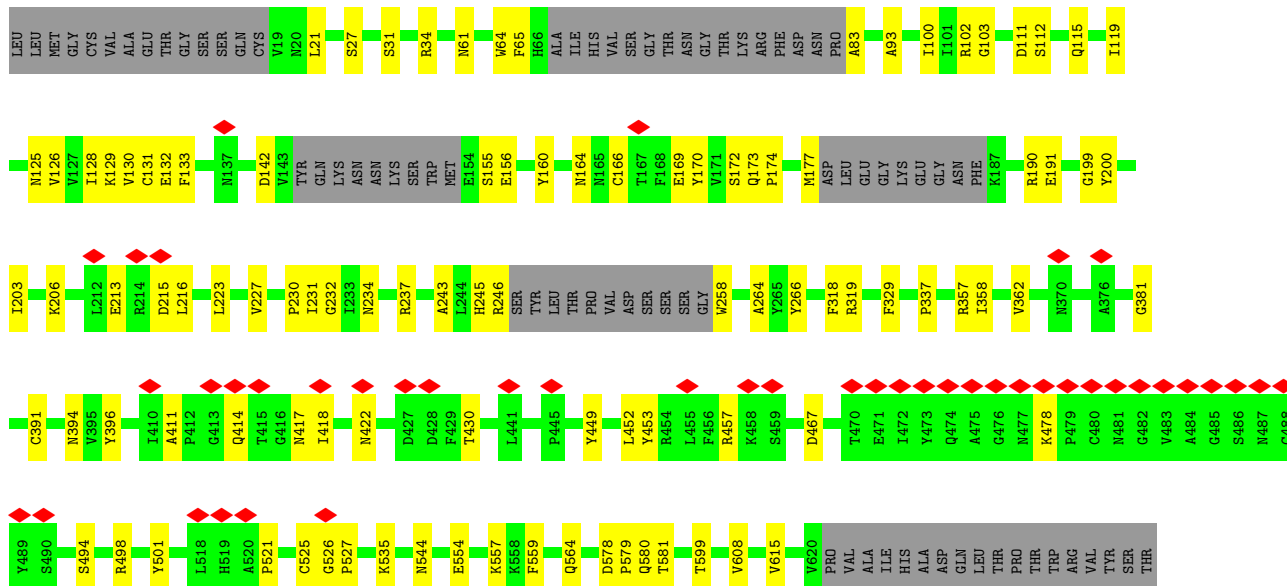 LEU LEU MET GLY CYS VAL ALA GLU THR GLY SER SER GLN CYS V19 N20 L21 S27 S31 R34 N61 W64 F65 H66 ALA ILE HIS VAL SER GLY THR ASN GLY THR LYS ARG PHE ASP ASN PRO A83 A93 I100 I101 R102 G103 D111 S112 Q115 I119
N125 V126 V127 I128 K129 V130 C131 E132 F133 N137 D142 V143 TYR GLN LYS ASN ASN LYS SER TRP MET E154 S155 E156 Y160 N164 N165 C166 T167 F168 E169 Y170 V171 S172 Q173 P174 M177 ASP LEU GLU GLY LYS GLU GLY ASN PHE K187 R190 E191 G199 Y200
I203 K206 L212 E213 R214 D215 L216 L223 V227 P230 I231 G232 I233 N234 R237 A243 L244 H245 R246 SER TYR LEU THR PRO VAL ASP SER SER SER GLY W258 A264 Y265 Y266 F318 R319 F329 P337 R357 I358 V362 N370 A376 G381
C391 N394 V395 Y396 I410 A411 P412 G413 Q414 T415 G416 N417 I418 N422 D427 D428 F429 T430 L441 P445 Y449 L452 Y453 R454 L455 F456 R457 K458 S459 D467 T470 E471 I472 Y473 Q474 A475 G476 N477 K478 P479 C480 N481 G482 V483 A484 G485 S486 N487 C488
Y489 S490 S494 R498 Y501 L518 H519 A520 P521 C525 G526 P527 K535 N544 E554 K557 K558 F559 Q564 D578 P579 Q580 T581 T599 V608 V615 V620 PRO VAL ALA ILE HIS ALA ASP GLN LEU THR PRO THR TRP ARG VAL TYR SER THR